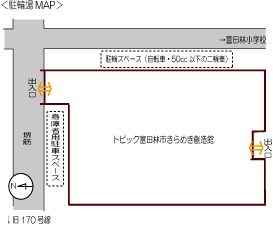 ＜駐輪場MAP＞
→富田林小学校
駐輪スペース（自転車・50cc以下の二輪車）
出入口
高障者用駐車スペース
トピック富田林市きらめき創造館
出入口
堺筋
N
↓旧170号線